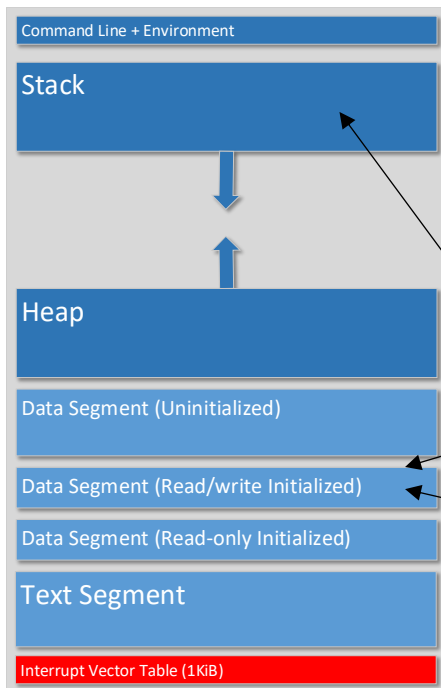 Command Line + Environment
Stack
Heap
Data Segment (Uninitialized)
Data Segment (Read/write Initialized)
Data Segment (Read-only Initialized)
Text Segment
Interrupt Vector Table (1KiB)